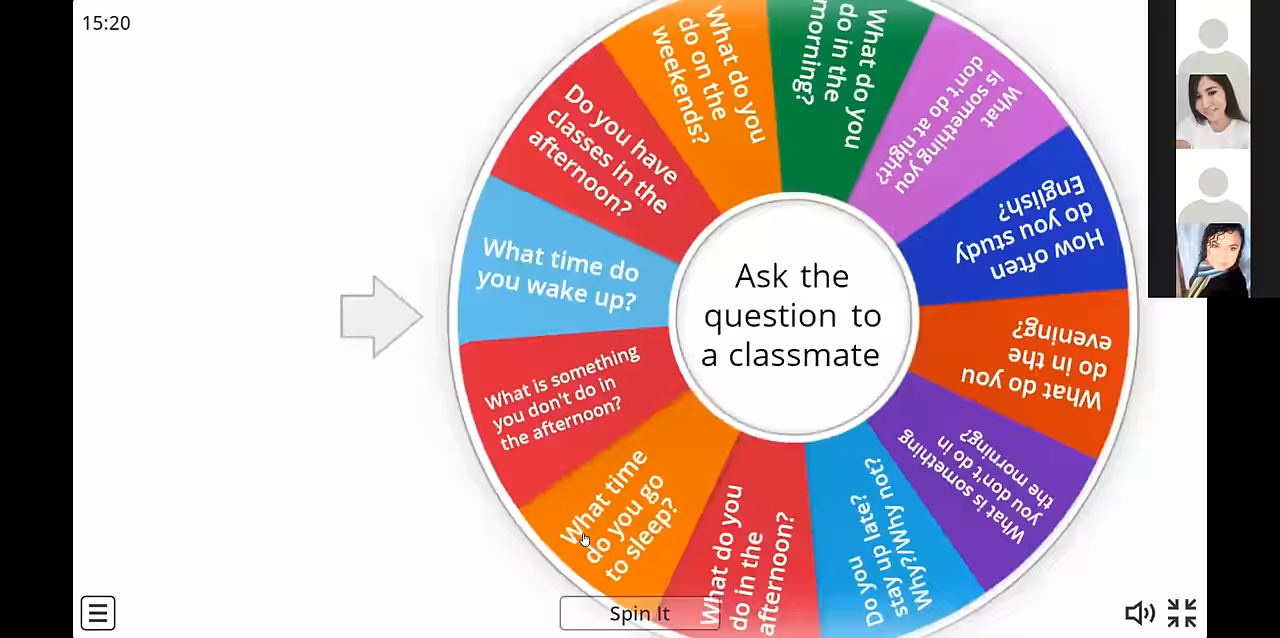 15:20
What do you
do on the
weekends?
What do you
do in the
morning?
What
is something you
don't do at night?
How often
do you study
English?
What do you
do in the
evening?
What is something
you don't do in
the morning?
Do you
stay up late?
Why?/Why not?
What do you
do in the
afternoon?
What time
do you go
to sleep?
What is something
you don't do in
the afternoon?
What time do
you wake up?
Do you have
classes in the
afternoon?
Ask the
question to
a classmate
Spin It